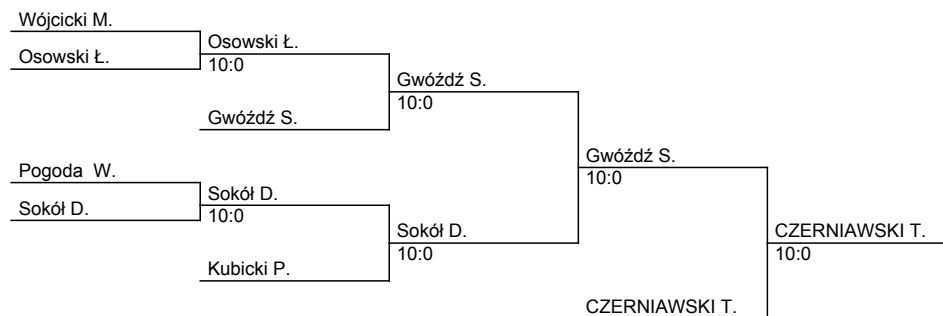 Wójcicki M.
Osowski Ł.
Osowski Ł.
10:0
Gwóźdź S.
10:0
Gwóźdź S.
Gwóźdź S.
10:0
Pogoda  W.
Sokół D.
Sokół D.
10:0
Sokół D.
10:0
CZERNIAWSKI T.
10:0
Kubicki P.
CZERNIAWSKI T.